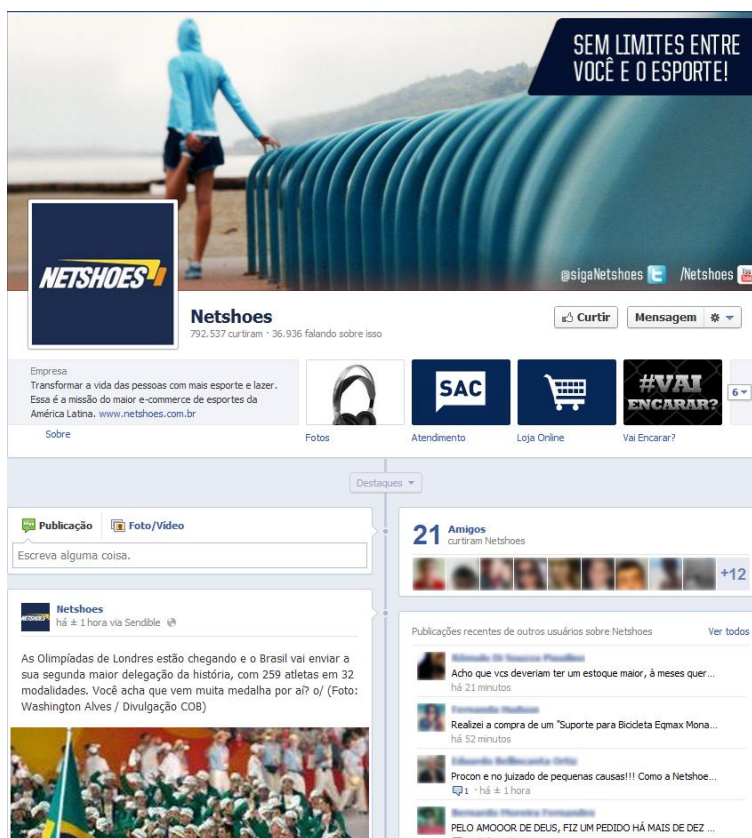 SEM LIMITES ENTRE
VOCÊ E O ESPORTE!
@sigaNetshoes /Netshoes You
NETSHOES
Netshoes
792.537 curtiram · 36.936 falando sobre isso
Curtir
Mensagem
Empresa
Transformar a vida das pessoas com mais esporte e lazer.
Essa é a missão do maior e-commerce de esportes da
América Latina. www.netshoes.com.br
Sobre
SAC
#VAI
ENCARAR?
6
Fotos
Atendimento
Loja Online
Vai Encarar?
Destaques
Publicação Foto/Vídeo
Escreva alguma coisa.
21 Amigos
curtiram Netshoes
+12
NETSHOES
Netshoes
há ± 1 hora via Sendible
As Olimpíadas de Londres estão chegando e o Brasil vai enviar a
sua segunda maior delegação da história, com 259 atletas em 32
modalidades. Você acha que vem muita medalha por aí? o/ (Foto:
Washington Alves / Divulgação COB)
Publicações recentes de outros usuários sobre Netshoes Ver todos
Acho que vcs deveriam ter um estoque maior, à meses quer...
há 21 minutos
Realizei a compra de um "Suporte para Bicicleta Eqmax Mona...
há 52 minutos
Procon e no juizado de pequenas causas!!! Como a Netshoe...
1 · há ± 1 hora
PELO AMOOOR DE DEUS, FIZ UM PEDIDO HÁ MAIS DE DEZ ...